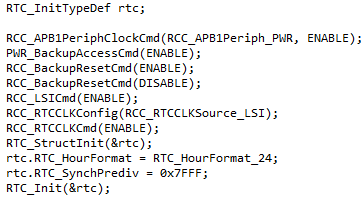 RTC_InitTypeDef rtc;

RCC_APB1PeriphClockCmd(RCC_APB1Periph_PWR, ENABLE);
PWR_BackupAccessCmd(ENABLE);
RCC_BackupResetCmd(ENABLE);
RCC_BackupResetCmd(DISABLE);
RCC_LSICmd(ENABLE);
RCC_RTCCLKConfig(RCC_RTCCLKSource_LSI);
RCC_RTCCLKCmd(ENABLE);
RTC_StructInit(&rtc);
rtc.RTC_HourFormat = RTC_HourFormat_24;
rtc.RTC_SynchPrediv = 0x7FFF;
RTC_Init(&rtc);